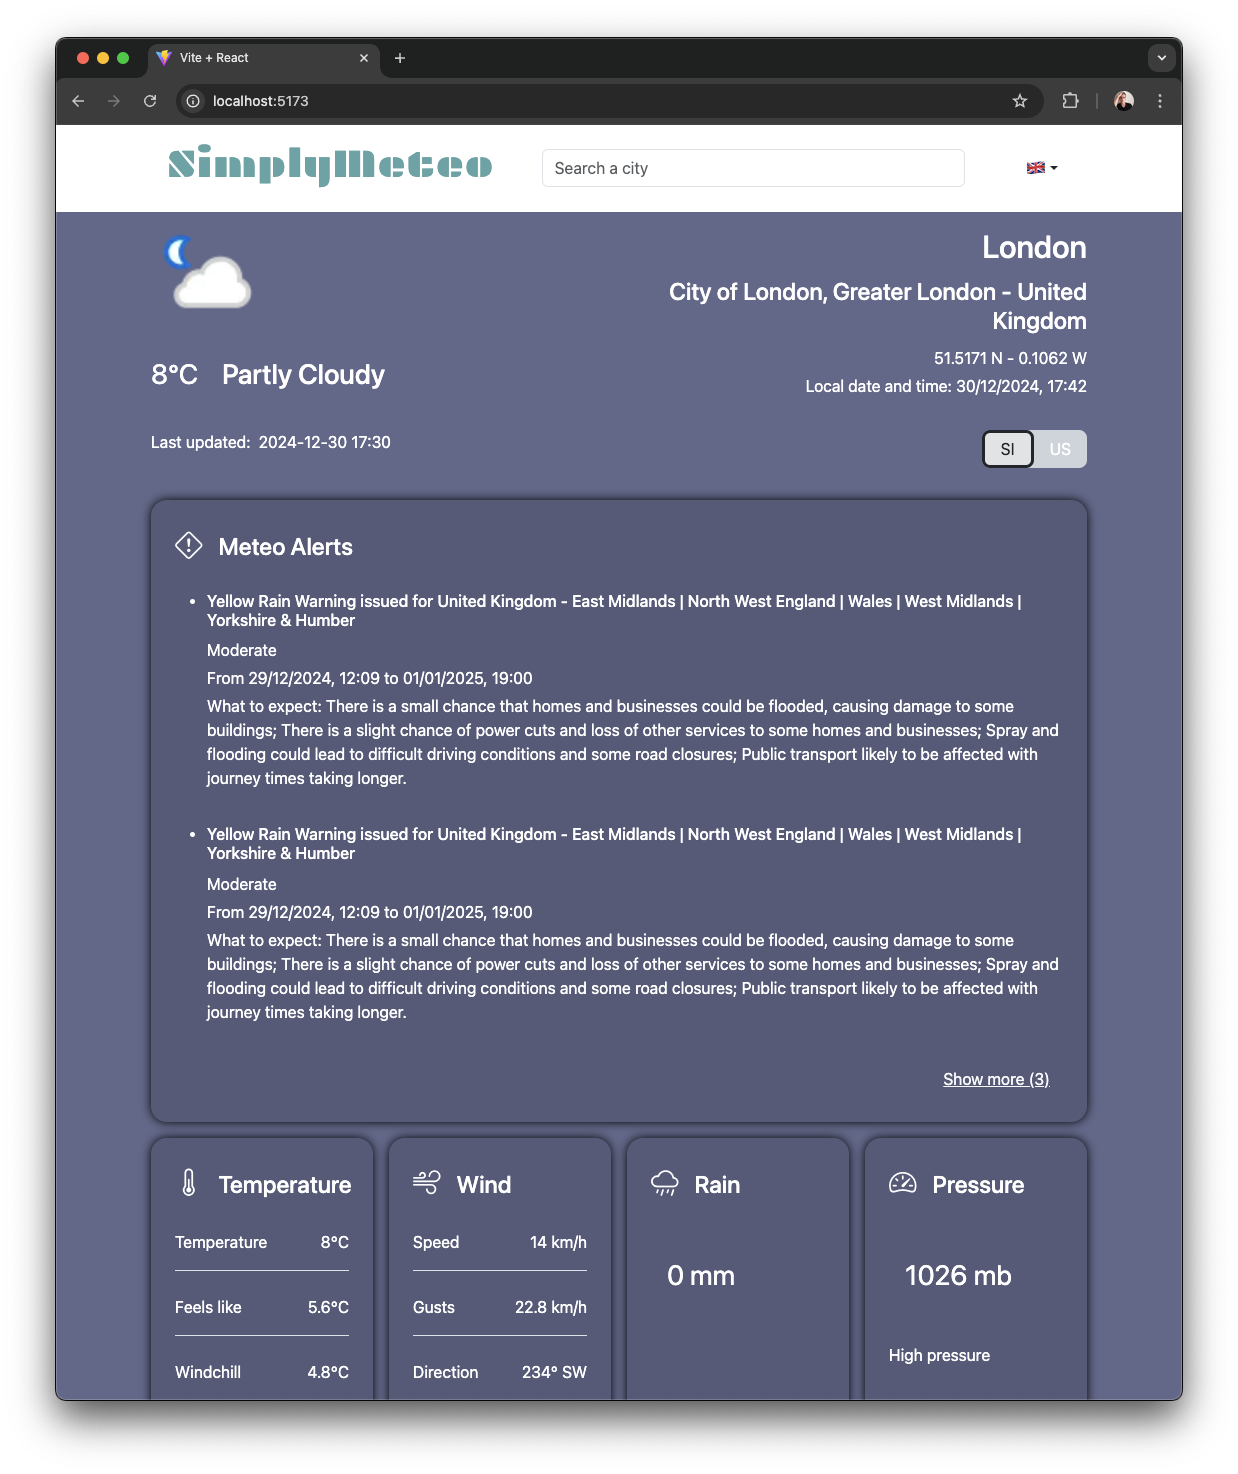 Vite + React
localhost:5173
SimplyMeteo
Search a city
London
City of London, Greater London - United
Kingdom
51.5171 N - 0.1062 W
8°C Partly Cloudy
Local date and time: 30/12/2024, 17:42
Last updated: 2024-12-30 17:30
SI US
Meteo Alerts
• Yellow Rain Warning issued for United Kingdom - East Midlands | North West England | Wales | West Midlands |
Yorkshire & Humber
Moderate
From 29/12/2024, 12:09 to 01/01/2025, 19:00
What to expect: There is a small chance that homes and businesses could be flooded, causing damage to some
buildings; There is a slight chance of power cuts and loss of other services to some homes and businesses; Spray and
flooding could lead to difficult driving conditions and some road closures; Public transport likely to be affected with
journey times taking longer.
• Yellow Rain Warning issued for United Kingdom - East Midlands | North West England | Wales | West Midlands |
Yorkshire & Humber
Moderate
From 29/12/2024, 12:09 to 01/01/2025, 19:00
What to expect: There is a small chance that homes and businesses could be flooded, causing damage to some
buildings; There is a slight chance of power cuts and loss of other services to some homes and businesses; Spray and
flooding could lead to difficult driving conditions and some road closures; Public transport likely to be affected with
journey times taking longer.
Show more (3)
Temperature
Temperature 8°C
Feels like 5.6°C
Windchill 4.8°C
Wind
Speed 14 km/h
Gusts 22.8 km/h
Direction 234° SW
Rain
0 mm
Pressure
1026 mb
High pressure